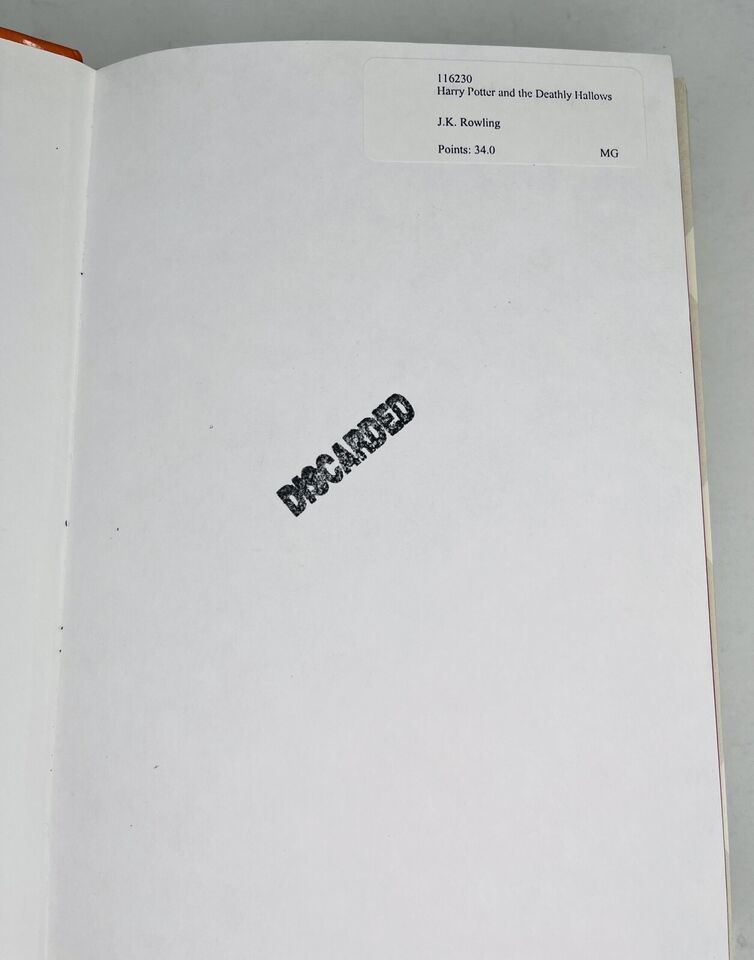 116230
Harry Potter and the Deathly Hallows
J.K. Rowling
Points: 34.0 MG
DISCARDED